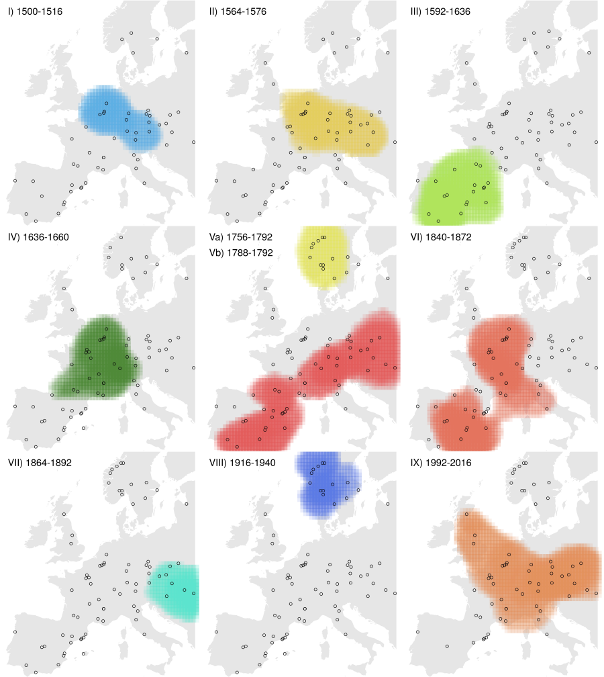 I) 1500-1516
II) 1564-1576
III) 1592-1636
IV) 1636-1660
Va) 1756-1792
Vb) 1788-1792
VI) 1840-1872
VII) 1864-1892
VIII) 1916-1940
IX) 1992-2016